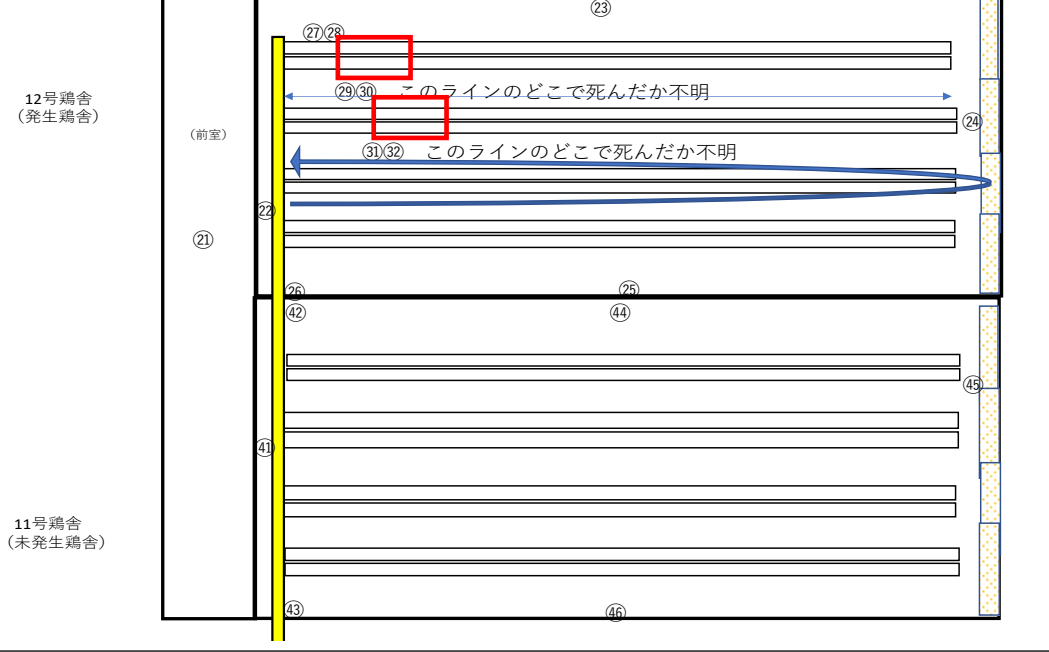 ㉓
㉗㉘
㉙㉚ このラインのどこで死んだか不明
12号鶏舎
（発生鶏舎）
（前室）
㉔
㉛㉜ このラインのどこで死んだか不明
㉒
㉑
㉖
㉕
㊷
㊹
㊺
㊶
11号鶏舎
（未発生鶏舎）
㊸
㊻